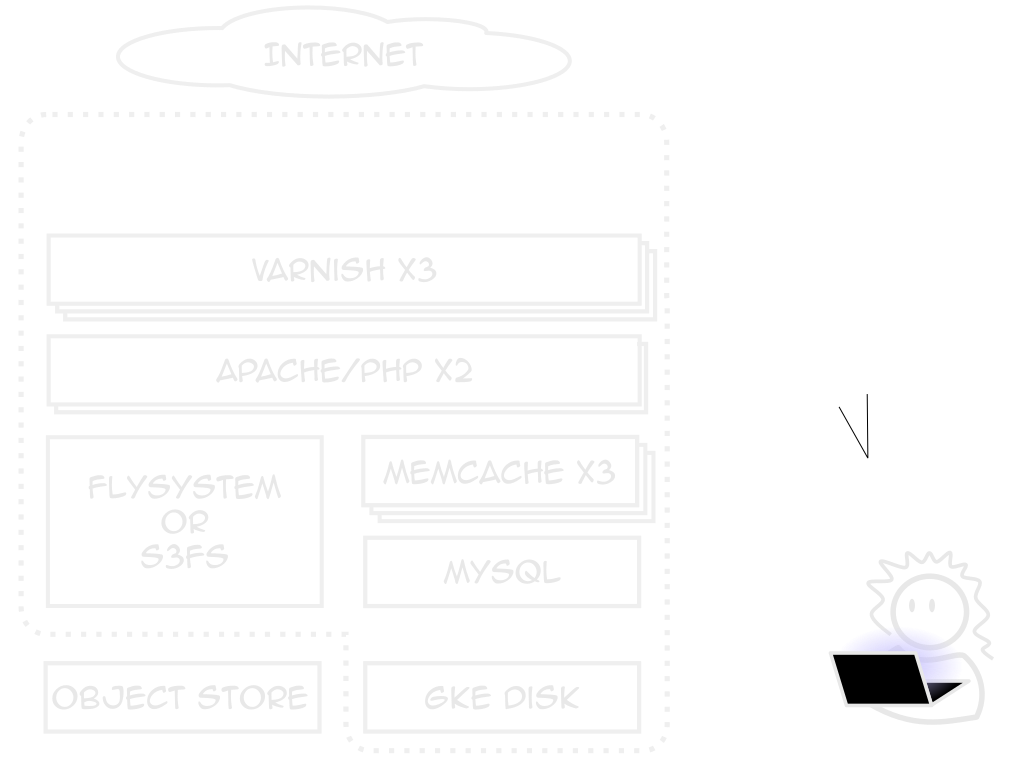 INTERNET
VARNISH X3
APACHE/PHP X2
FLYSYSTEM
OR
S3FS
MEMCACHE X3
MYSQL
OBJECT STORE
GKE DISK